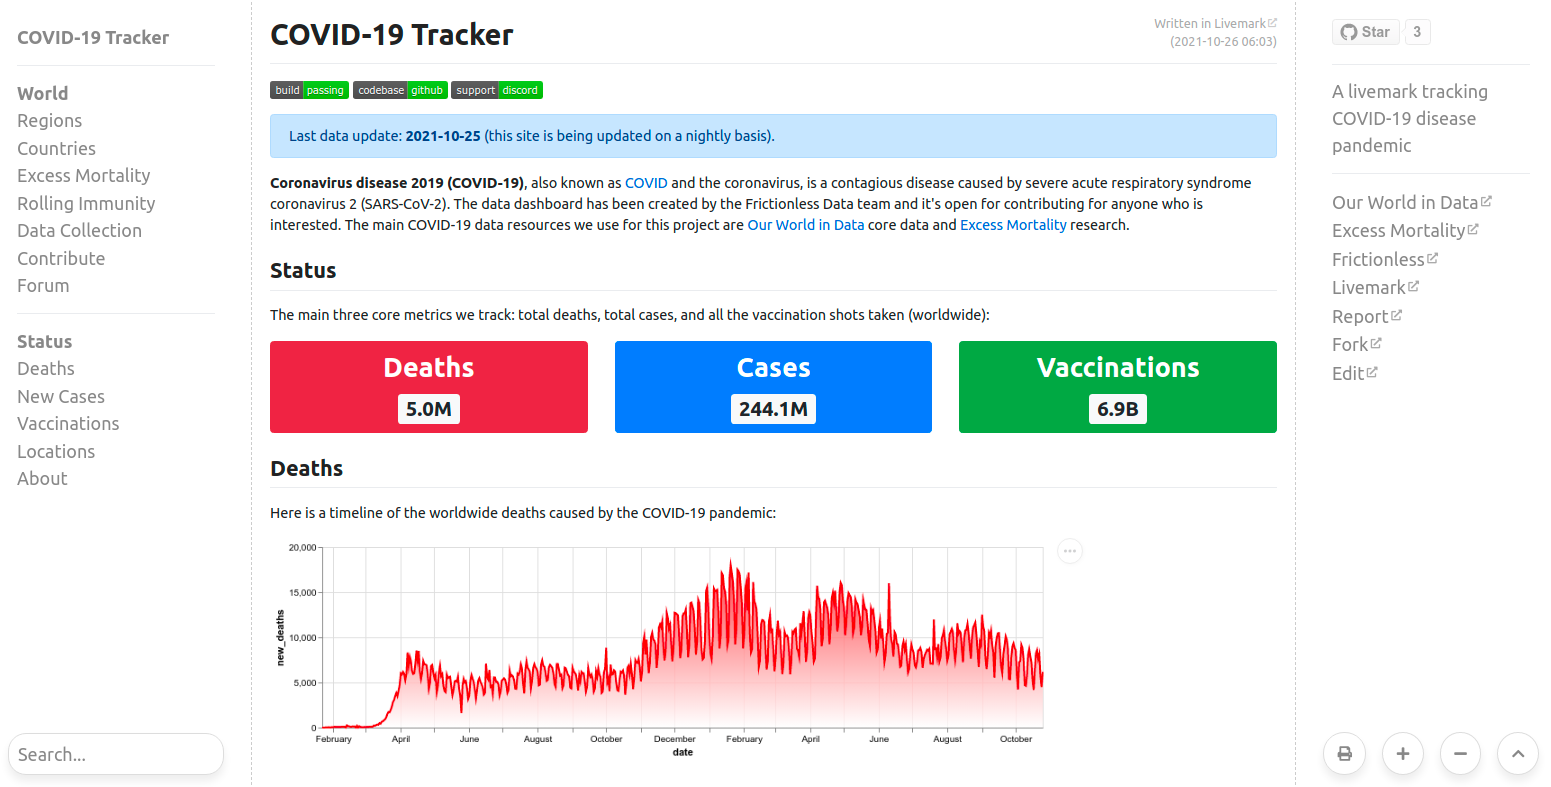 COVID-19 Tracker
World
Regions
Countries
Excess Mortality
Rolling Immunity
Data Collection
Contribute
Forum
Status
Deaths
New Cases
Vaccinations
Locations
About
Search...
COVID-19 Tracker
Written in Livemark
(2021-10-26 06:03)
build passing codebase github support discord
Last data update: 2021-10-25 (this site is being updated on a nightly basis).
Coronavirus disease 2019 (COVID-19), also known as COVID and the coronavirus, is a contagious disease caused by severe acute respiratory syndrome
coronavirus 2 (SARS-CoV-2). The data dashboard has been created by the Frictionless Data team and it's open for contributing for anyone who is
interested. The main COVID-19 data resources we use for this project are Our World in Data core data and Excess Mortality research.
Status
The main three core metrics we track: total deaths, total cases, and all the vaccination shots taken (worldwide):
Deaths
5.0M
Cases
244.1M
Vaccinations
6.9B
Deaths
Here is a timeline of the worldwide deaths caused by the COVID-19 pandemic:
20,000
15,000
10,000
5,000
0
new_deaths
February April June August October December February April June August October
date
Star 3
A livemark tracking
COVID-19 disease
pandemic
Our World in Data
Excess Mortality
Frictionless
Livemark
Report
Fork
Edit